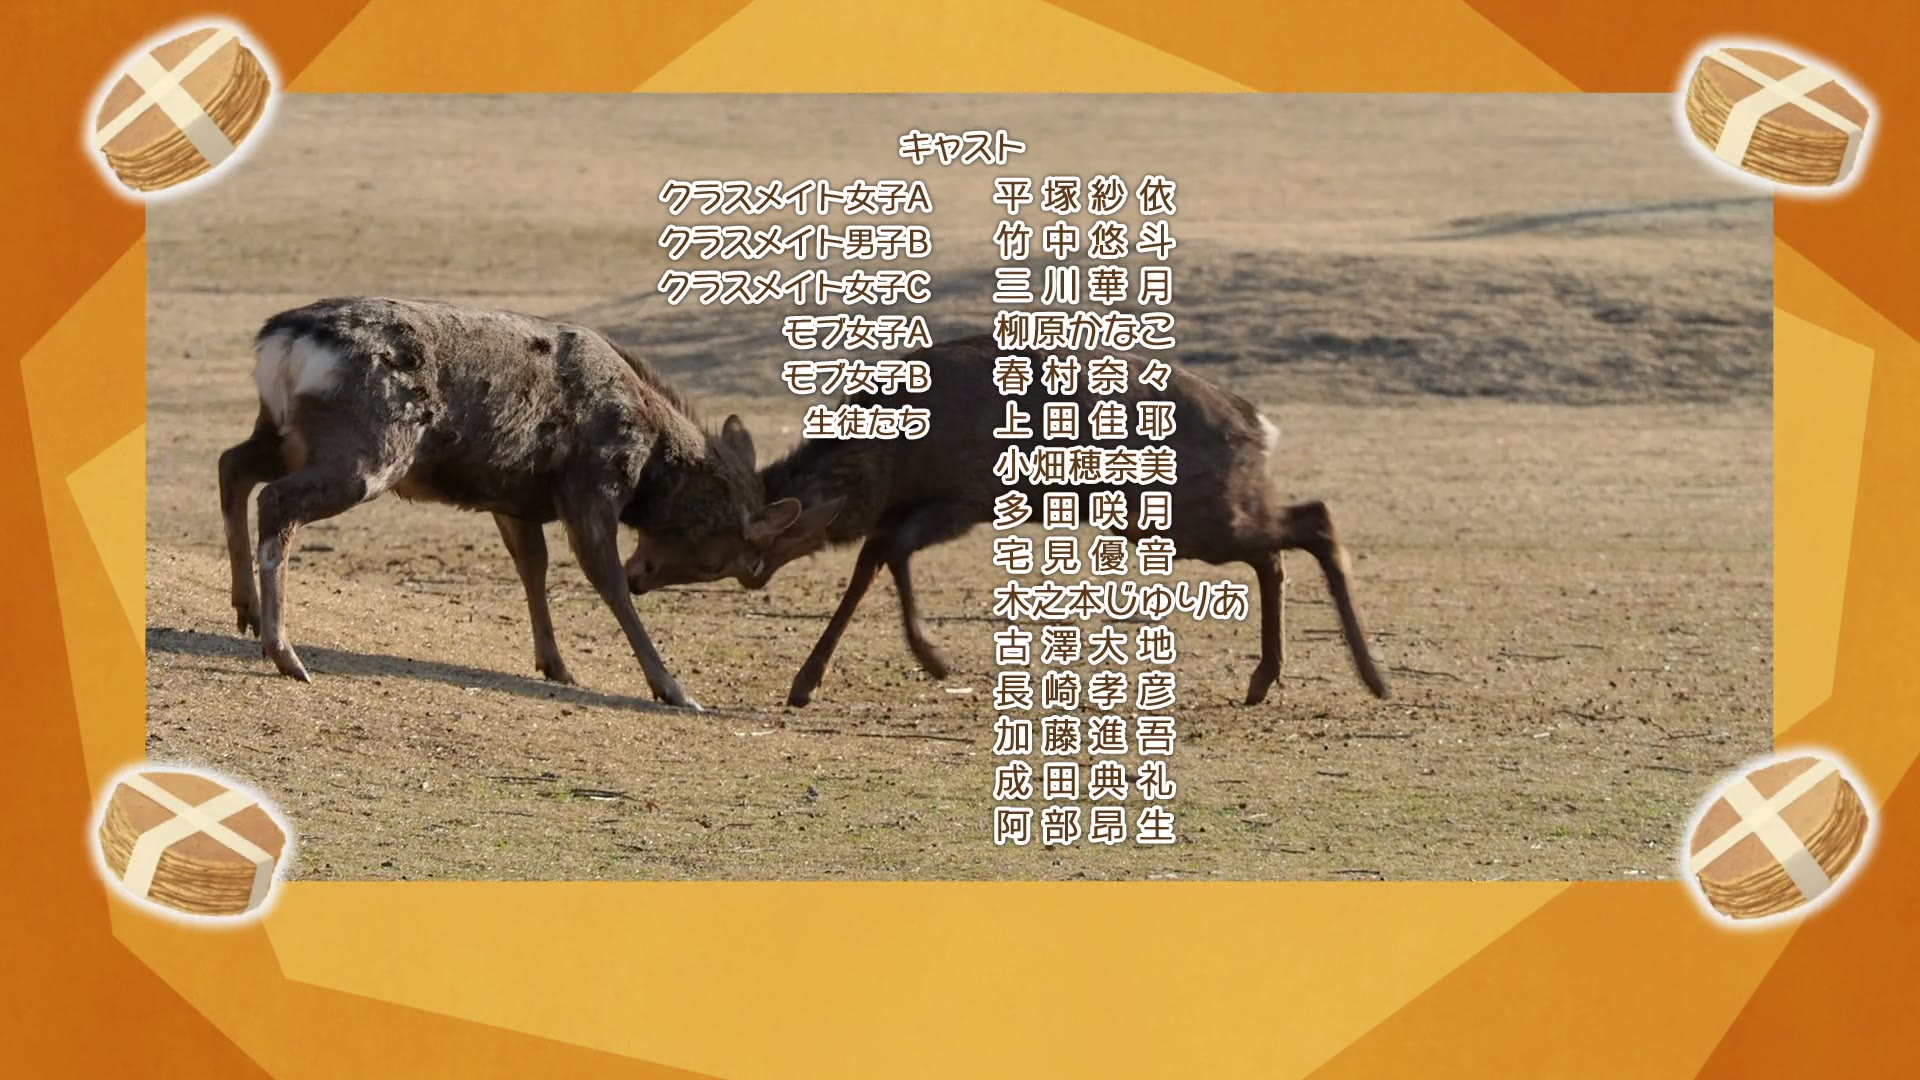 キャスト
クラスメイト女子A 平塚紗依
クラスメイト男子B 竹中悠斗
クラスメイト女子C 三川華月
モブ女子A 柳原かなこ
モブ女子B 春村奈々
生徒たち 上田佳耶
小畑穂奈美
多田咲月
宅見優音
木之本じゅりあ
古澤大地
長崎孝彦
加藤進吾
成田典礼
阿部昂生